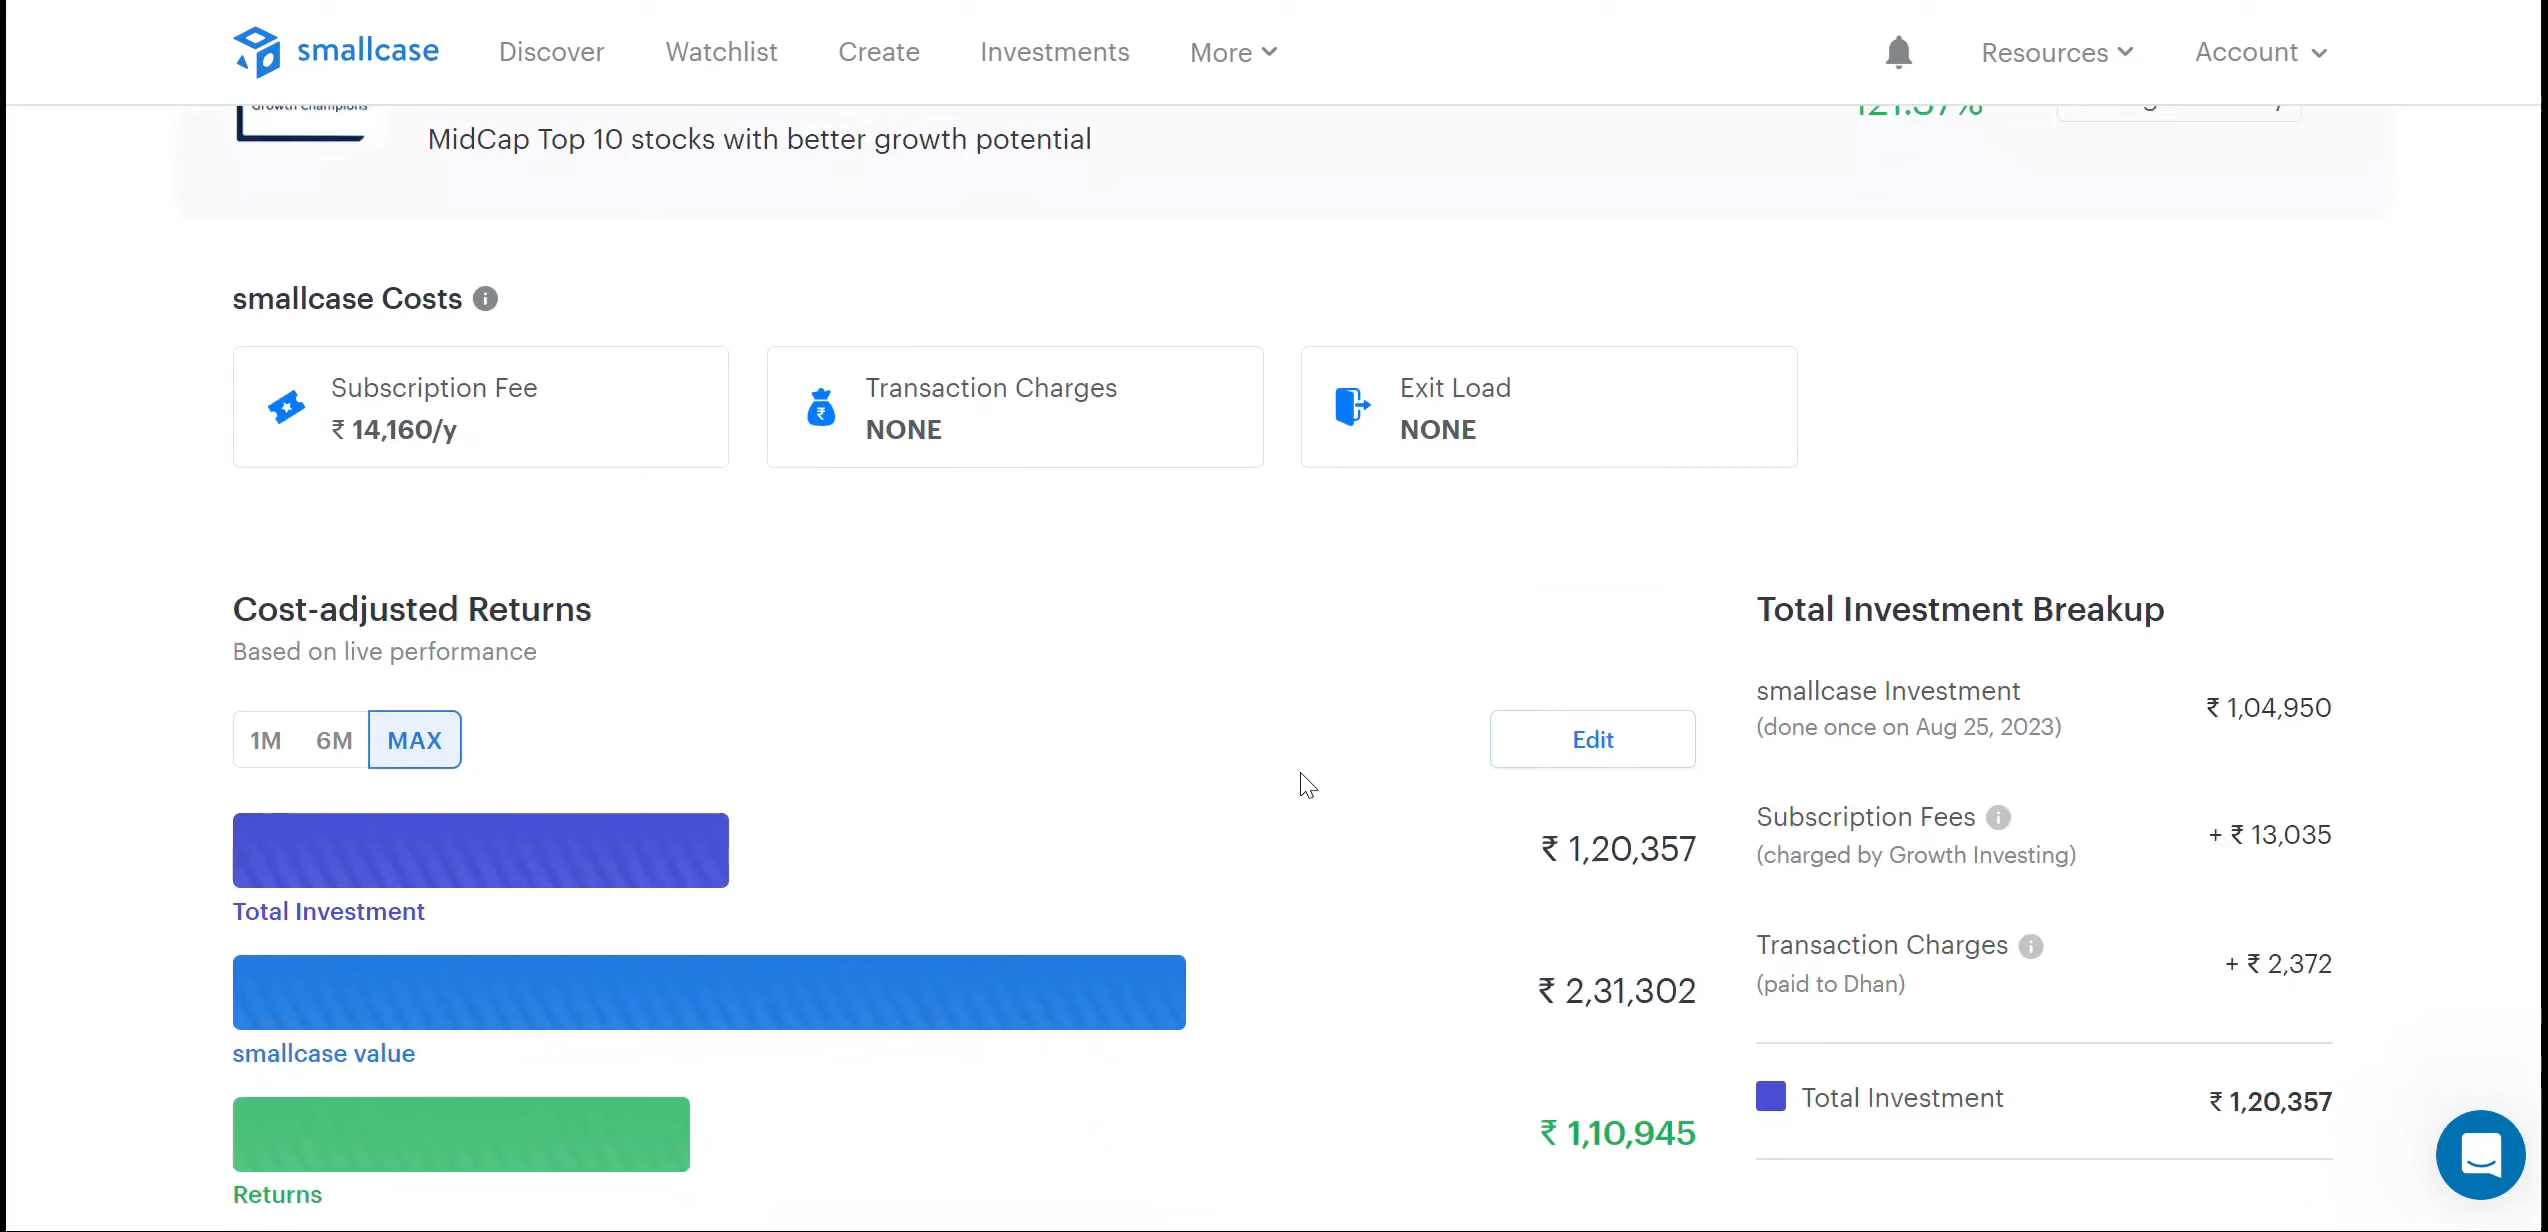 smallcase
Discover
Watchlist
Create
Investments
More
Resources
Account
Growth Champions
MidCap Top 10 stocks with better growth potential
smallcase Costs
Subscription Fee
₹ 14,160/y
Transaction Charges
NONE
Exit Load
NONE
Cost-adjusted Returns
Based on live performance
1M 6M MAX
Edit
₹ 1,20,357
Total Investment
₹ 2,31,302
smallcase value
₹ 1,10,945
Returns
Total Investment Breakup
smallcase Investment
(done once on Aug 25, 2023)
₹ 1,04,950
Subscription Fees
(charged by Growth Investing)
+ ₹ 13,035
Transaction Charges
(paid to Dhan)
+ ₹ 2,372
Total Investment
₹ 1,20,357